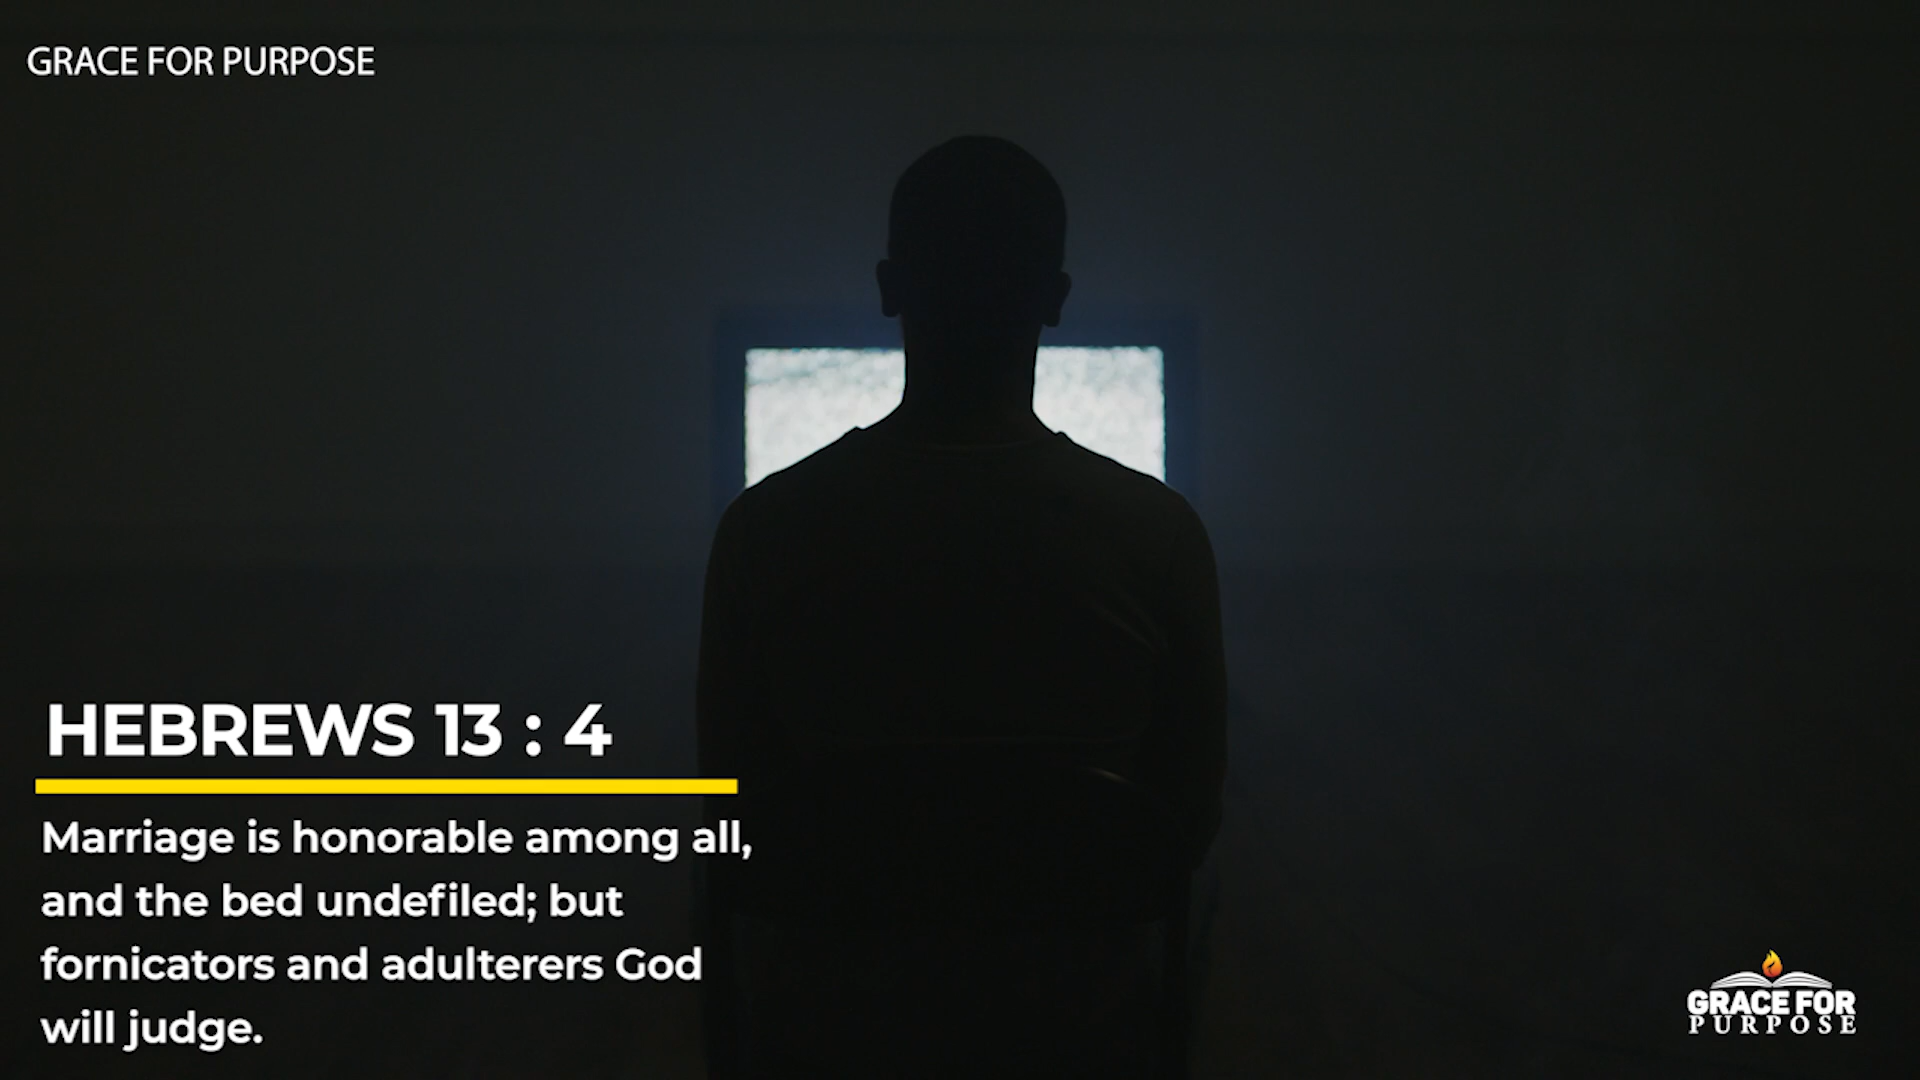 GRACE FOR PURPOSE
HEBREWS 13 : 4
Marriage is honorable among all,
and the bed undefiled; but
fornicators and adulterers God
will judge.
GRACE FOR
PURPOSE